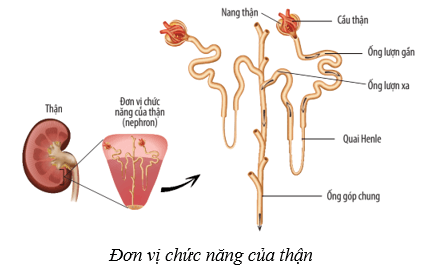 Nang thận
Cầu thận
Ống lượn gần
Ống lượn xa
Thận
Đơn vị chức
năng của thận
(nephron)
Quai Henle
Ống góp chung
Đơn vị chức năng của thận